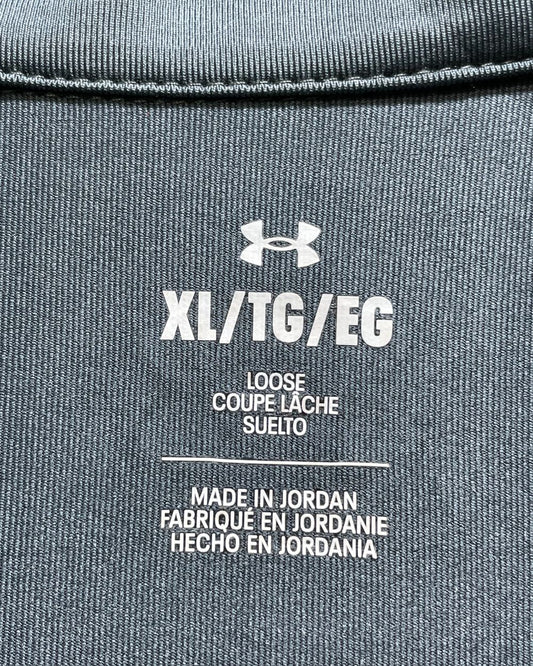 XL/TG/EG
LOOSE
COUPE LÂCHE
SUELTO
MADE IN JORDAN
FABRIQUÉ EN JORDANIE
HECHO EN JORDANIA